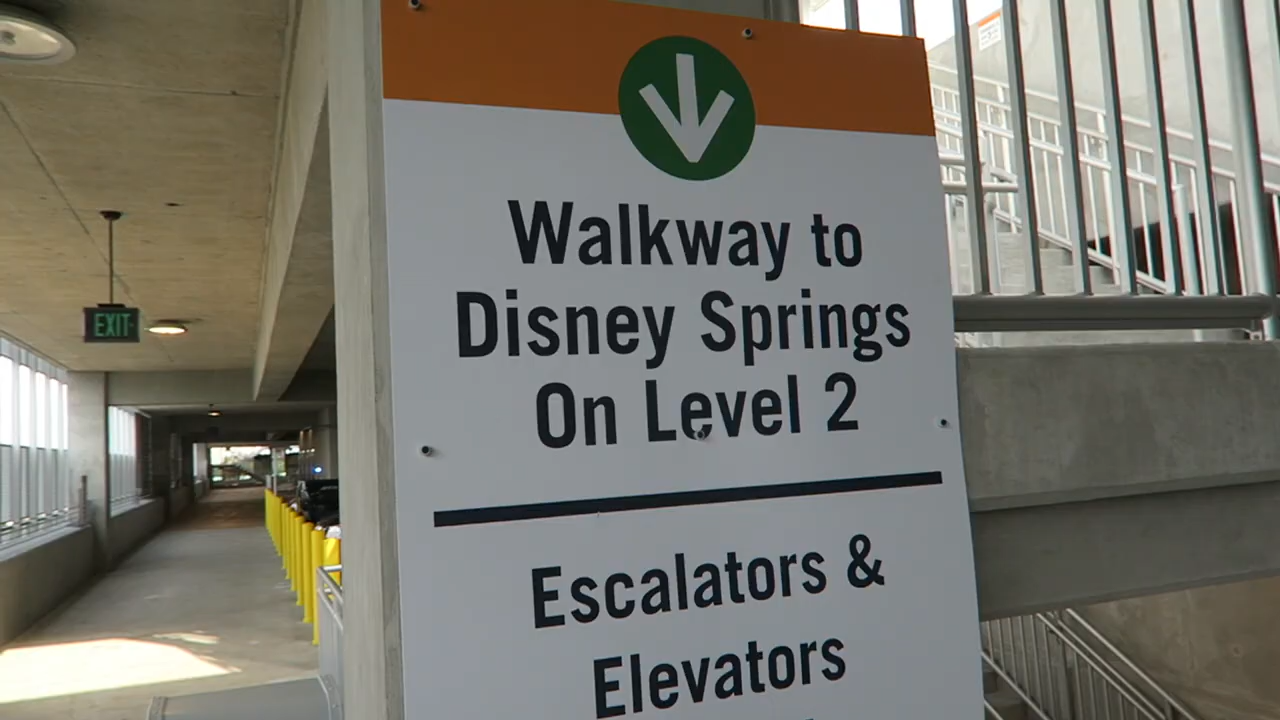 Walkway to
Disney Springs
On Level 2
Escalators &
Elevators
EXIT